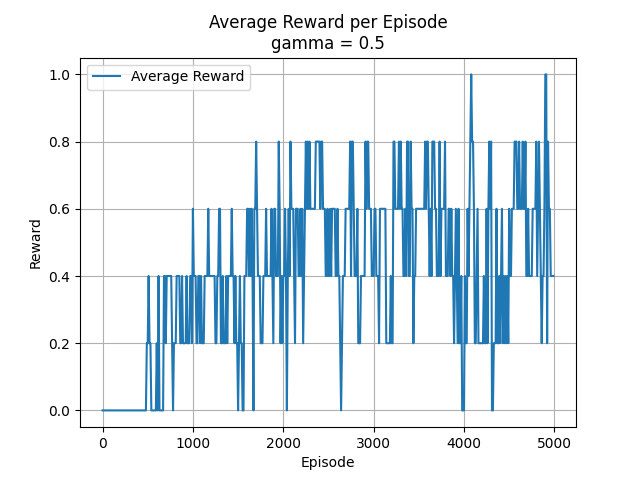 Average Reward per Episode
gamma = 0.5
Average Reward
1.0
0.8
0.6
0.4
0.2
0.0
Reward
0 1000 2000 3000 4000 5000
Episode